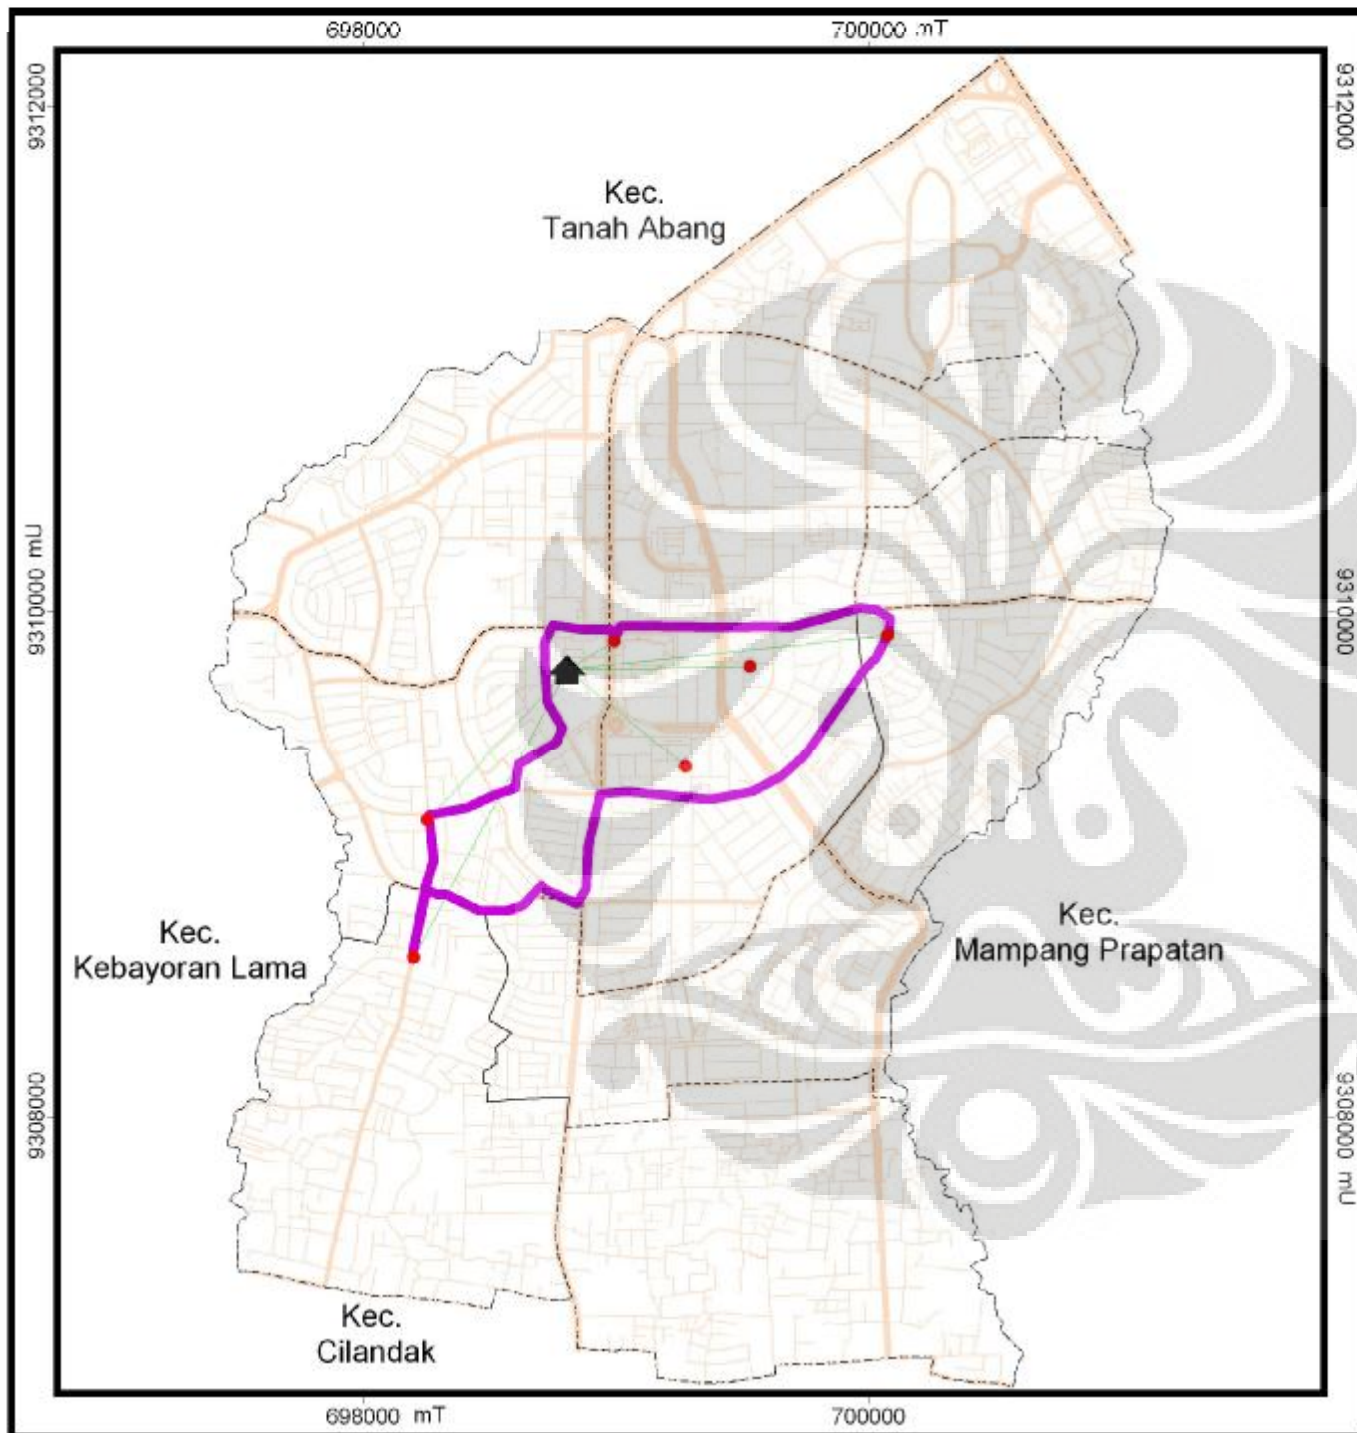 698000
700000 mT
9312000
9312000
Kec.
Tanah Abang
9310000 mU
9310000
Kec.
Kebayoran Lama
Kec.
Mampang Prapatan
9308000
9308000 mU
Kec.
Cilandak
698000 mT
700000